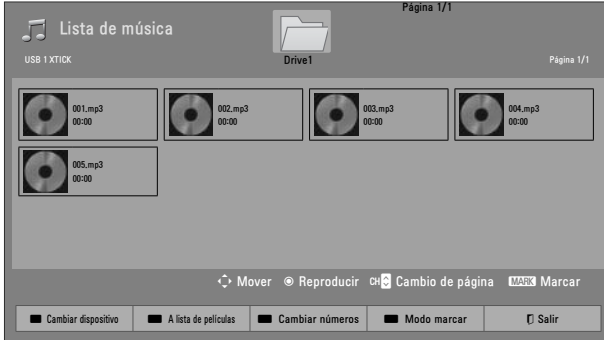 Página 1/1
Lista de música
USB 1 XTICK
Drive1
Página 1/1
001.mp3
00:00
002.mp3
00:00
003.mp3
00:00
004.mp3
00:00
005.mp3
00:00
Mover Reproducir CH Cambio de página MARK Marcar
Cambiar dispositivo A lista de películas Cambiar números Modo marcar Salir